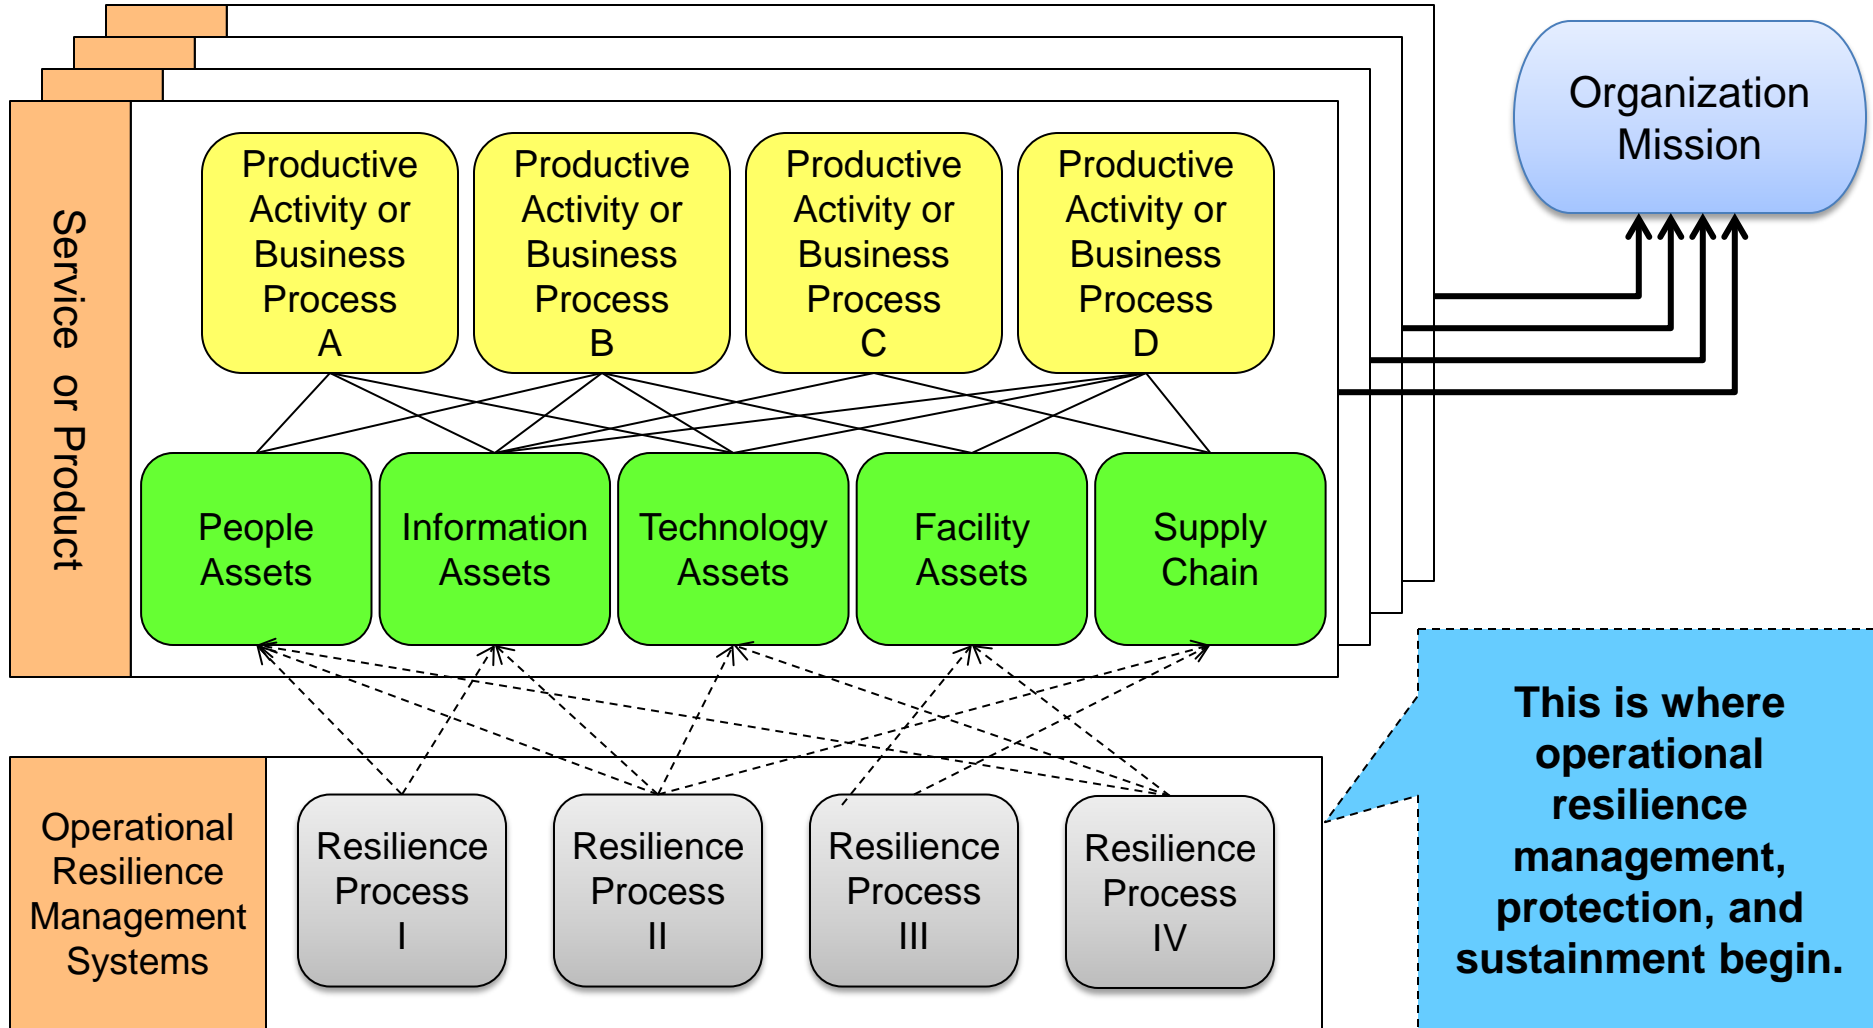 Organization
Mission
Service or Product
Productive
Activity or
Business
Process
A
Productive
Activity or
Business
Process
B
Productive
Activity or
Business
Process
C
Productive
Activity or
Business
Process
D
People
Assets
Information
Assets
Technology
Assets
Facility
Assets
Supply
Chain
Operational
Resilience
Management
Systems
Resilience
Process
I
Resilience
Process
II
Resilience
Process
III
Resilience
Process
IV
This is where
operational
resilience
management,
protection, and
sustainment begin.